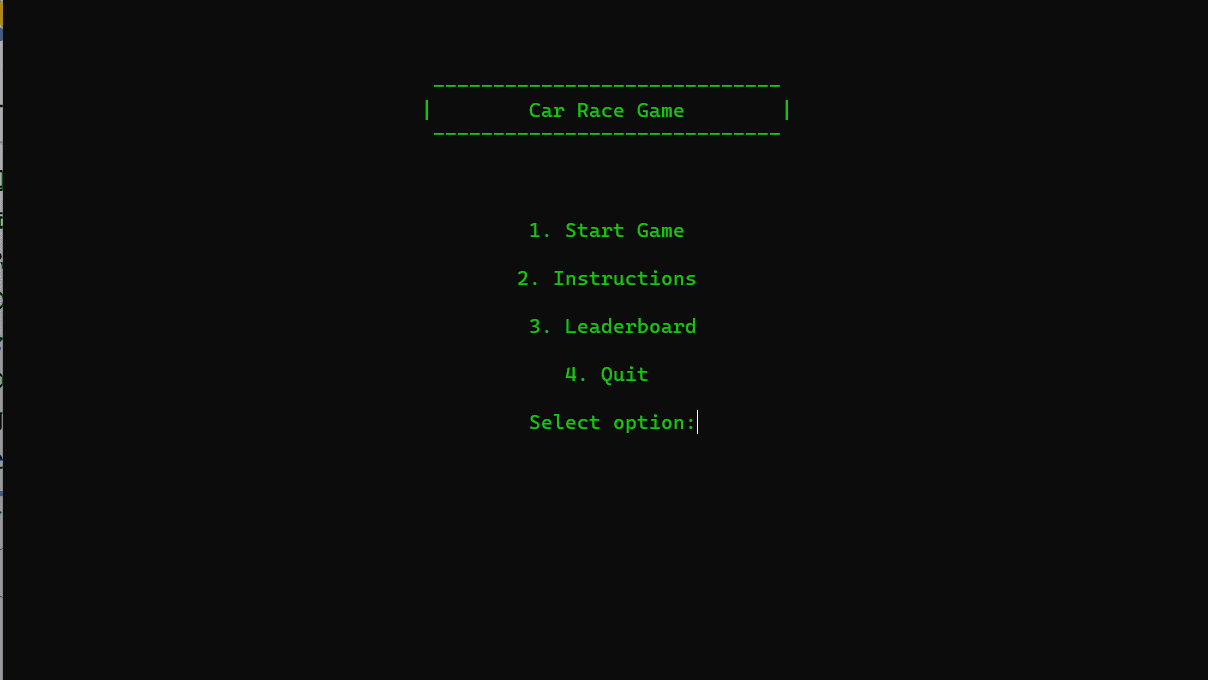 -----------------------------
| Car Race Game |
-----------------------------
1. Start Game
2. Instructions
3. Leaderboard
4. Quit
Select option: